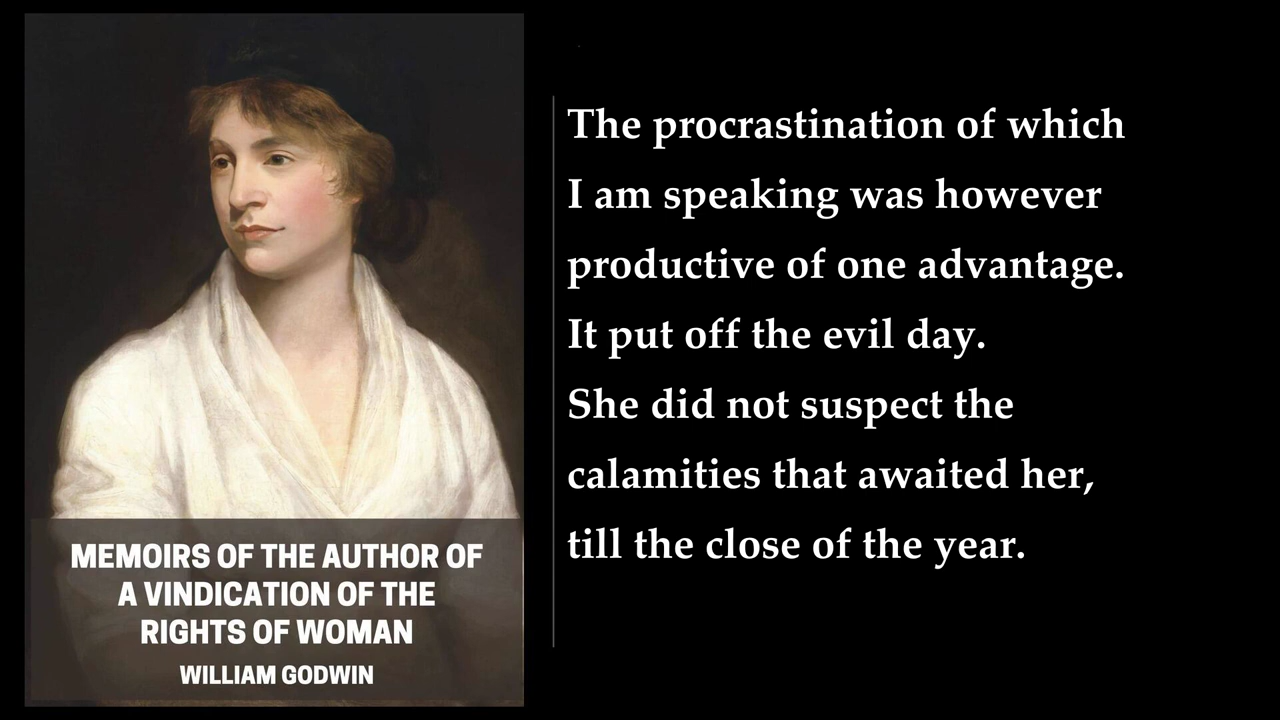 MEMOIRS OF THE AUTHOR OF
A VINDICATION OF THE
RIGHTS OF WOMAN
WILLIAM GODWIN
The procrastination of which
I am speaking was however
productive of one advantage.
It put off the evil day.
She did not suspect the
calamities that awaited her,
till the close of the year.